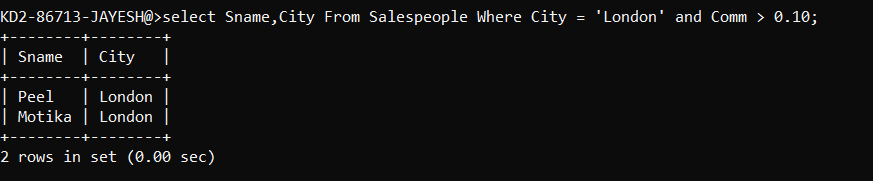 KD2-86713-JAYESH@>select Sname,City From Salespeople Where City = 'London' and Comm > 0.10;
+--------+--------+
| Sname  | City   |
+--------+--------+
| Peel   | London |
| Motika | London |
+--------+--------+
2 rows in set (0.00 sec)